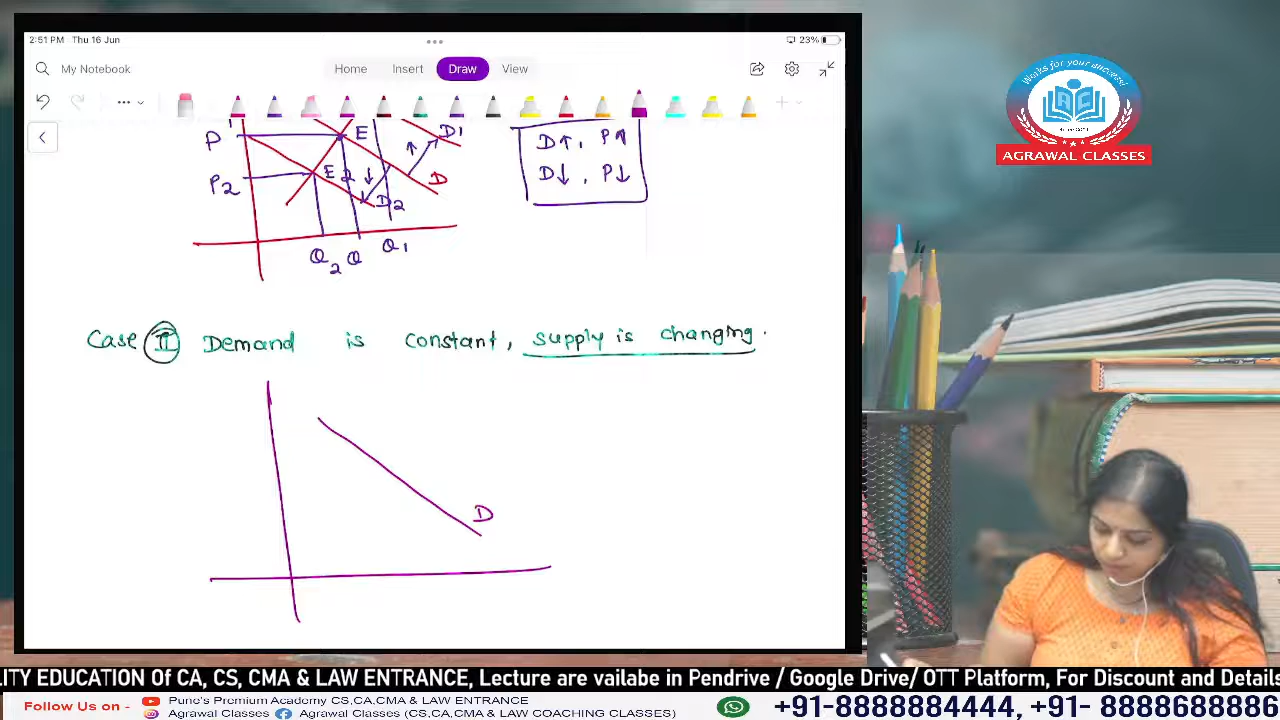 2:51 PM Thu 16 Jun
23%
My Notebook
Home Insert Draw View
P
E
D1
P2
E2
D
D2
Q2 Q Q1
D↑, P↑
D↓, P↓
Case II Demand is constant, supply is changing.
D
Works for your success!
AC
AGRAWAL CLASSES
LITY EDUCATION Of CA, CS, CMA & LAW ENTRANCE, Lecture are vailabe in Pendrive / Google Drive/ OTT Platform, For Discount and Details
Follow Us on -
Pune's Premium Academy CS,CA,CMA & LAW ENTRANCE
Agrawal Classes Agrawal Classes (CS,CA,CMA & LAW COACHING CLASSES)
+91-8888884444, +91- 8888688886